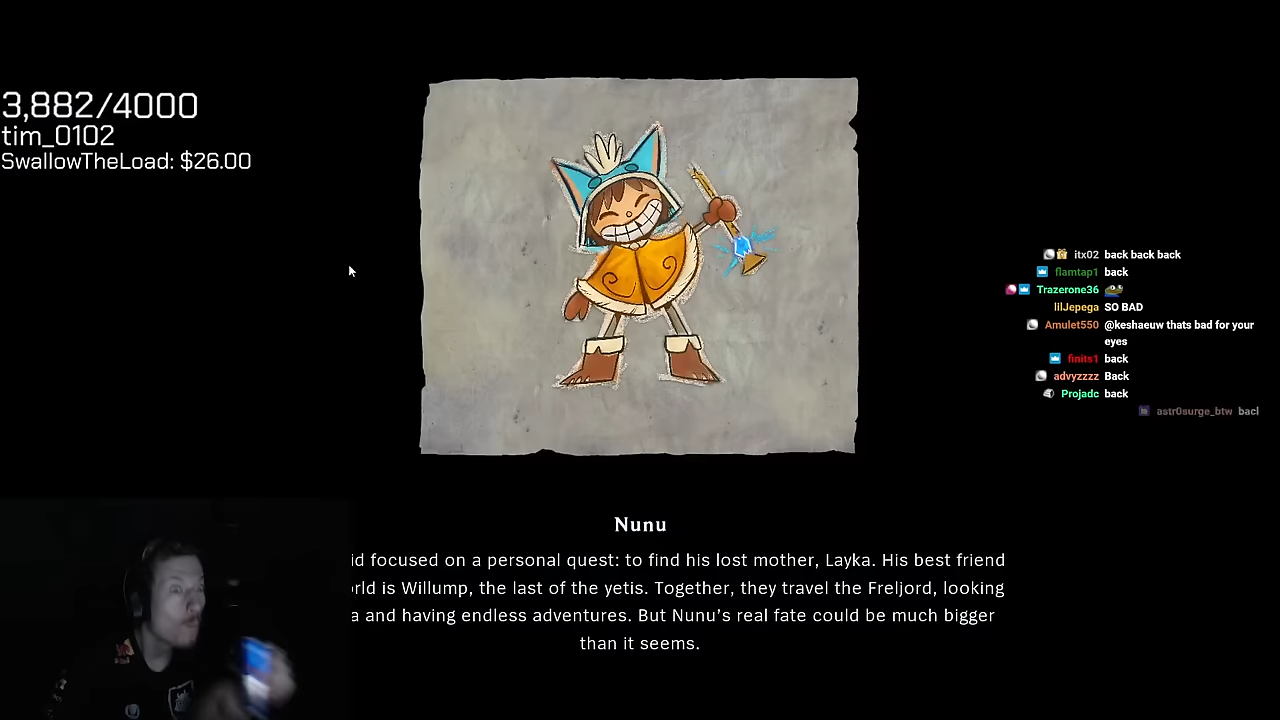 3,882/4000
tim_0102
SwallowTheLoad: $26.00
itx02 back back back
flamtap1 back
Trazerone36
lilJepega SO BAD
Amulet550 @keshaeuw thats bad for your
eyes
finits1 back
advyzzzz Back
Projadc back
astr0surge_btw bacl
Nunu
id focused on a personal quest: to find his lost mother, Layka. His best friend
rld is Willump, the last of the yetis. Together, they travel the Freljord, looking
a and having endless adventures. But Nunu’s real fate could be much bigger
than it seems.